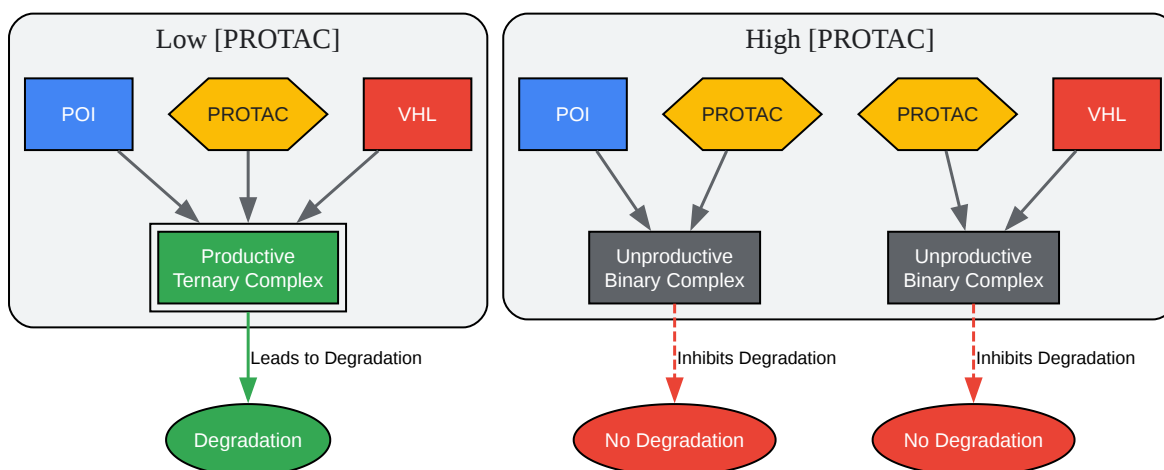 Low [PROTAC]
POI
PROTAC
VHL
Productive
Ternary Complex
Leads to Degradation
Degradation
High [PROTAC]
POI
PROTAC
PROTAC
VHL
Unproductive
Binary Complex
Unproductive
Binary Complex
Inhibits Degradation
Inhibits Degradation
No Degradation
No Degradation